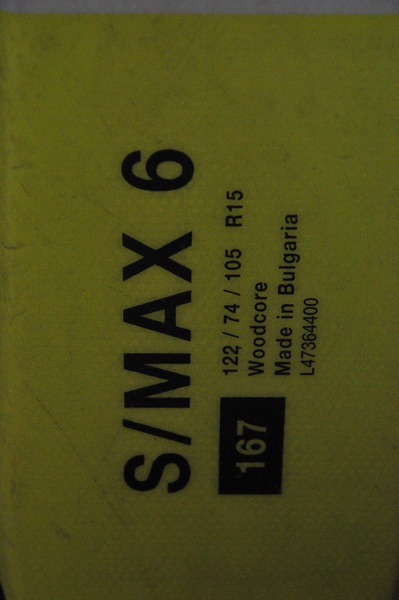 S/MAX 6
167
122 / 74 / 105 R15
Woodcore
Made in Bulgaria
L47364400